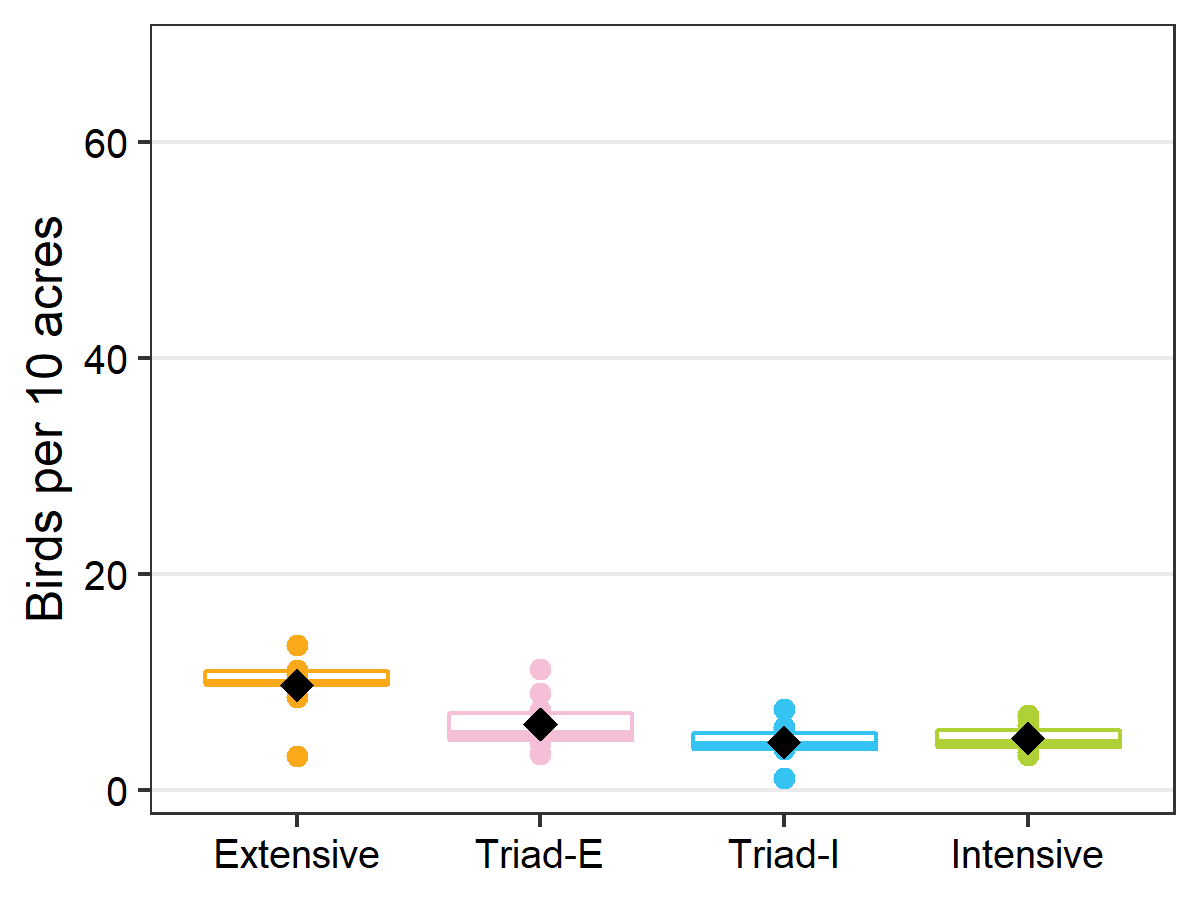 Birds per 10 acres
60
40
20
0
Extensive
Triad-E
Triad-I
Intensive